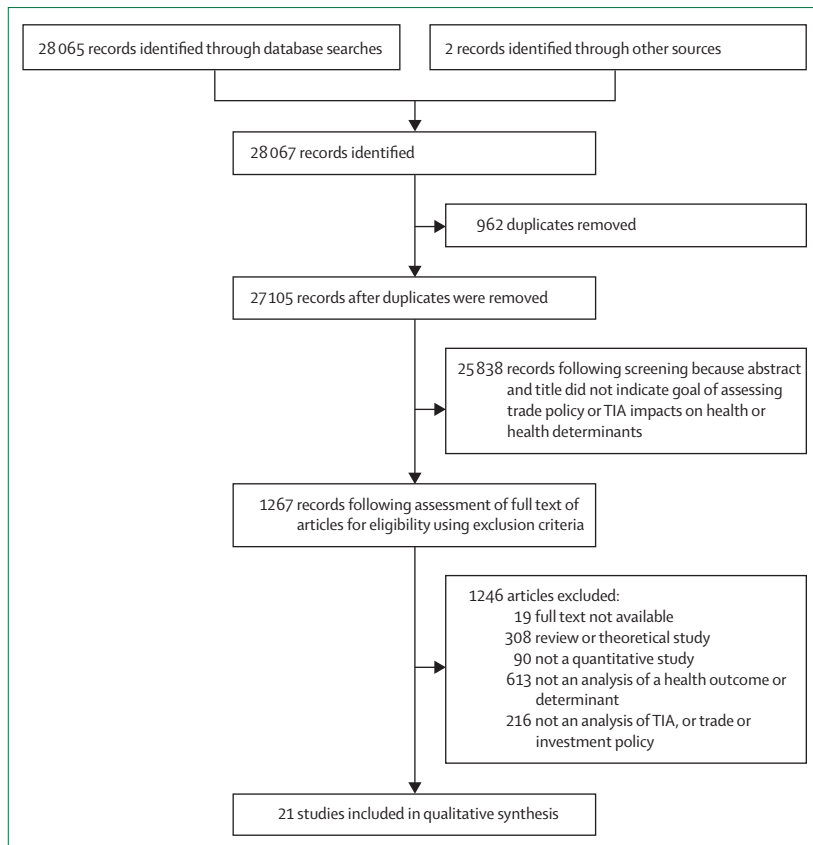 28 065 records identified through database searches
2 records identified through other sources
28 067 records identified
962 duplicates removed
27 105 records after duplicates were removed
25 838 records following screening because abstract
and title did not indicate goal of assessing
trade policy or TIA impacts on health or
health determinants
1267 records following assessment of full text of
articles for eligibility using exclusion criteria
1246 articles excluded:
19 full text not available
308 review or theoretical study
90 not a quantitative study
613 not an analysis of a health outcome or
determinant
216 not an analysis of TIA, or trade or
investment policy
21 studies included in qualitative synthesis